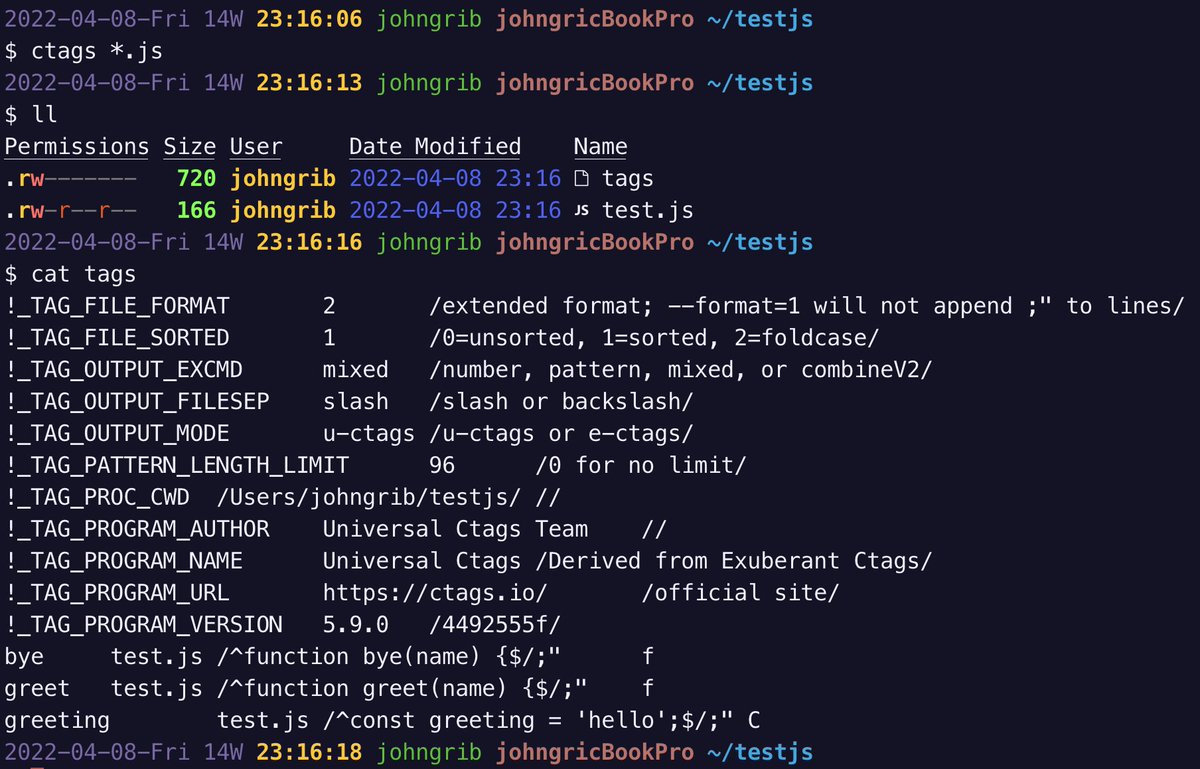 2022-04-08-Fri 14W 23:16:06 johngrib johngricBookPro ~/testjs
$ ctags *.js
2022-04-08-Fri 14W 23:16:13 johngrib johngricBookPro ~/testjs
$ ll
Permissions Size User     Date Modified    Name
.rw-------   720 johngrib 2022-04-08 23:16 tags
.rw-r--r--   166 johngrib 2022-04-08 23:16 JS test.js
2022-04-08-Fri 14W 23:16:16 johngrib johngricBookPro ~/testjs
$ cat tags
!_TAG_FILE_FORMAT       2       /extended format; --format=1 will not append ;" to lines/
!_TAG_FILE_SORTED       1       /0=unsorted, 1=sorted, 2=foldcase/
!_TAG_OUTPUT_EXCMD      mixed   /number, pattern, mixed, or combineV2/
!_TAG_OUTPUT_FILESEP    slash   /slash or backslash/
!_TAG_OUTPUT_MODE       u-ctags /u-ctags or e-ctags/
!_TAG_PATTERN_LENGTH_LIMIT      96      /0 for no limit/
!_TAG_PROC_CWD  /Users/johngrib/testjs/ //
!_TAG_PROGRAM_AUTHOR    Universal Ctags Team    //
!_TAG_PROGRAM_NAME      Universal Ctags /Derived from Exuberant Ctags/
!_TAG_PROGRAM_URL       https://ctags.io/       /official site/
!_TAG_PROGRAM_VERSION   5.9.0   /4492555f/
bye     test.js /^function bye(name) {$/;"      f
greet   test.js /^function greet(name) {$/;"    f
greeting        test.js /^const greeting = 'hello';$/;" C
2022-04-08-Fri 14W 23:16:18 johngrib johngricBookPro ~/testjs